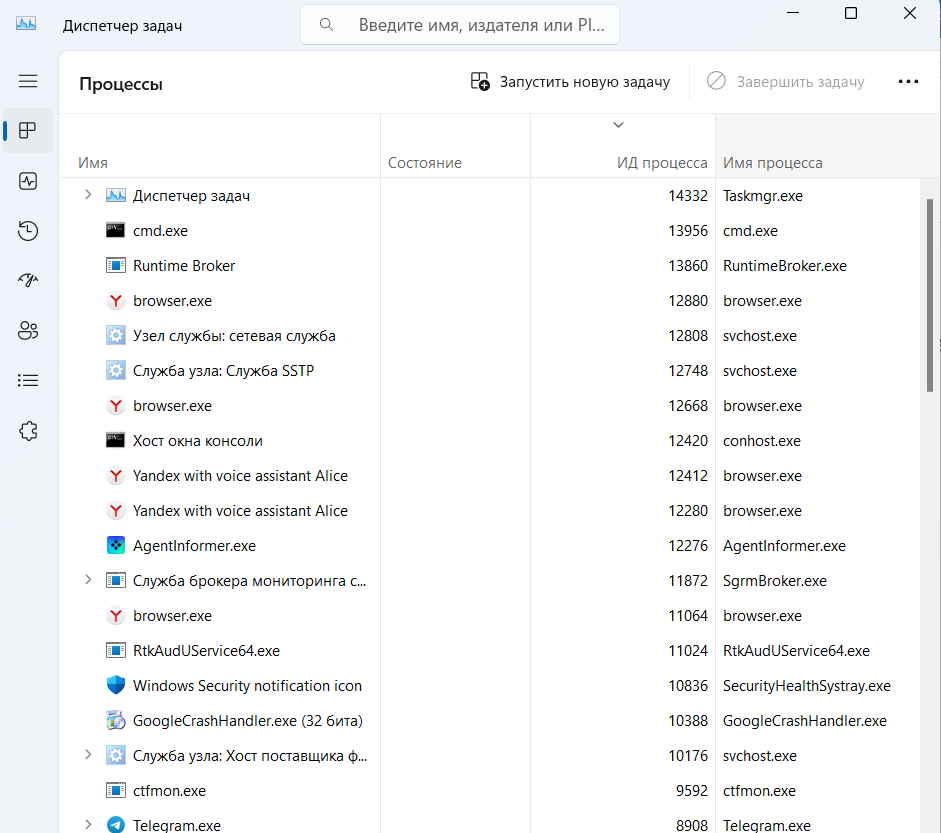 Диспетчер задач
Введите имя, издателя или PI...
Процессы
Запустить новую задачу
Завершить задачу
Имя Состояние ИД процесса Имя процесса
Диспетчер задач 14332 Taskmgr.exe
cmd.exe 13956 cmd.exe
Runtime Broker 13860 RuntimeBroker.exe
browser.exe 12880 browser.exe
Узел службы: сетевая служба 12808 svchost.exe
Служба узла: Служба SSTP 12748 svchost.exe
browser.exe 12668 browser.exe
Хост окна консоли 12420 conhost.exe
Yandex with voice assistant Alice 12412 browser.exe
Yandex with voice assistant Alice 12280 browser.exe
AgentInformer.exe 12276 AgentInformer.exe
Служба брокера мониторинга с... 11872 SgrmBroker.exe
browser.exe 11064 browser.exe
RtkAudUService64.exe 11024 RtkAudUService64.exe
Windows Security notification icon 10836 SecurityHealthSystray.exe
GoogleCrashHandler.exe (32 бита) 10388 GoogleCrashHandler.exe
Служба узла: Хост поставщика ф... 10176 svchost.exe
ctfmon.exe 9592 ctfmon.exe
Telegram.exe 8908 Telegram.exe